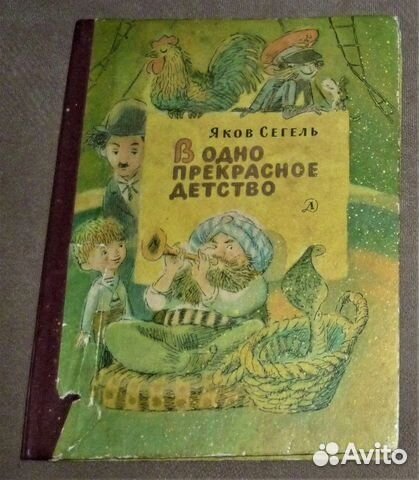 Яков Сегель
В одно
прекрасное
детство
Д
Avito